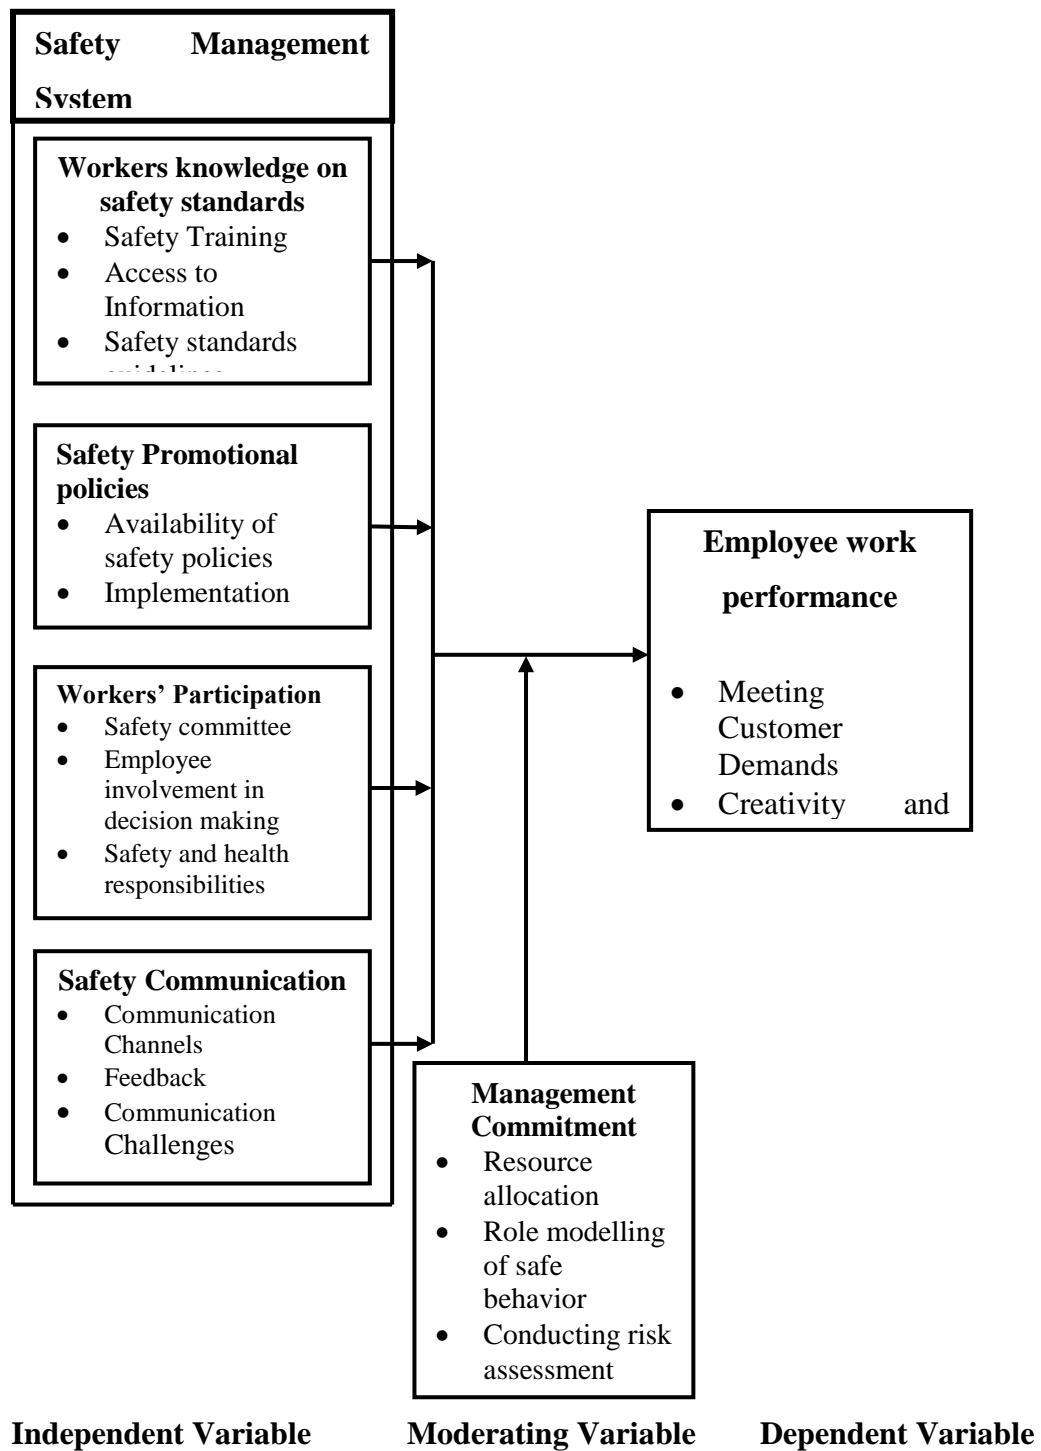 Safety Management
System
Workers knowledge on
safety standards
• Safety Training
• Access to
Information
• Safety standards
guidelines
Safety Promotional
policies
• Availability of
safety policies
• Implementation
Workers’ Participation
• Safety committee
• Employee
involvement in
decision making
• Safety and health
responsibilities
Safety Communication
• Communication
Channels
• Feedback
• Communication
Challenges
Management
Commitment
• Resource
allocation
• Role modelling
of safe
behavior
• Conducting risk
assessment
Employee work
performance
• Meeting
Customer
Demands
• Creativity and
Independent Variable Moderating Variable Dependent Variable